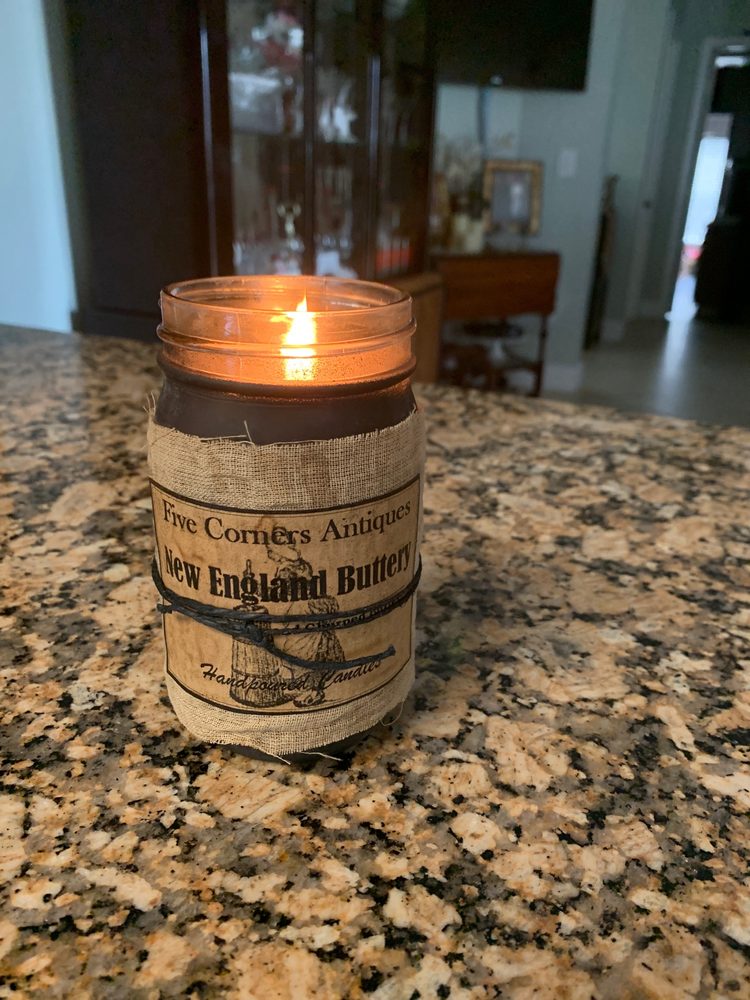 Five Corners Antiques
New England Buttery
Handpoured Candles